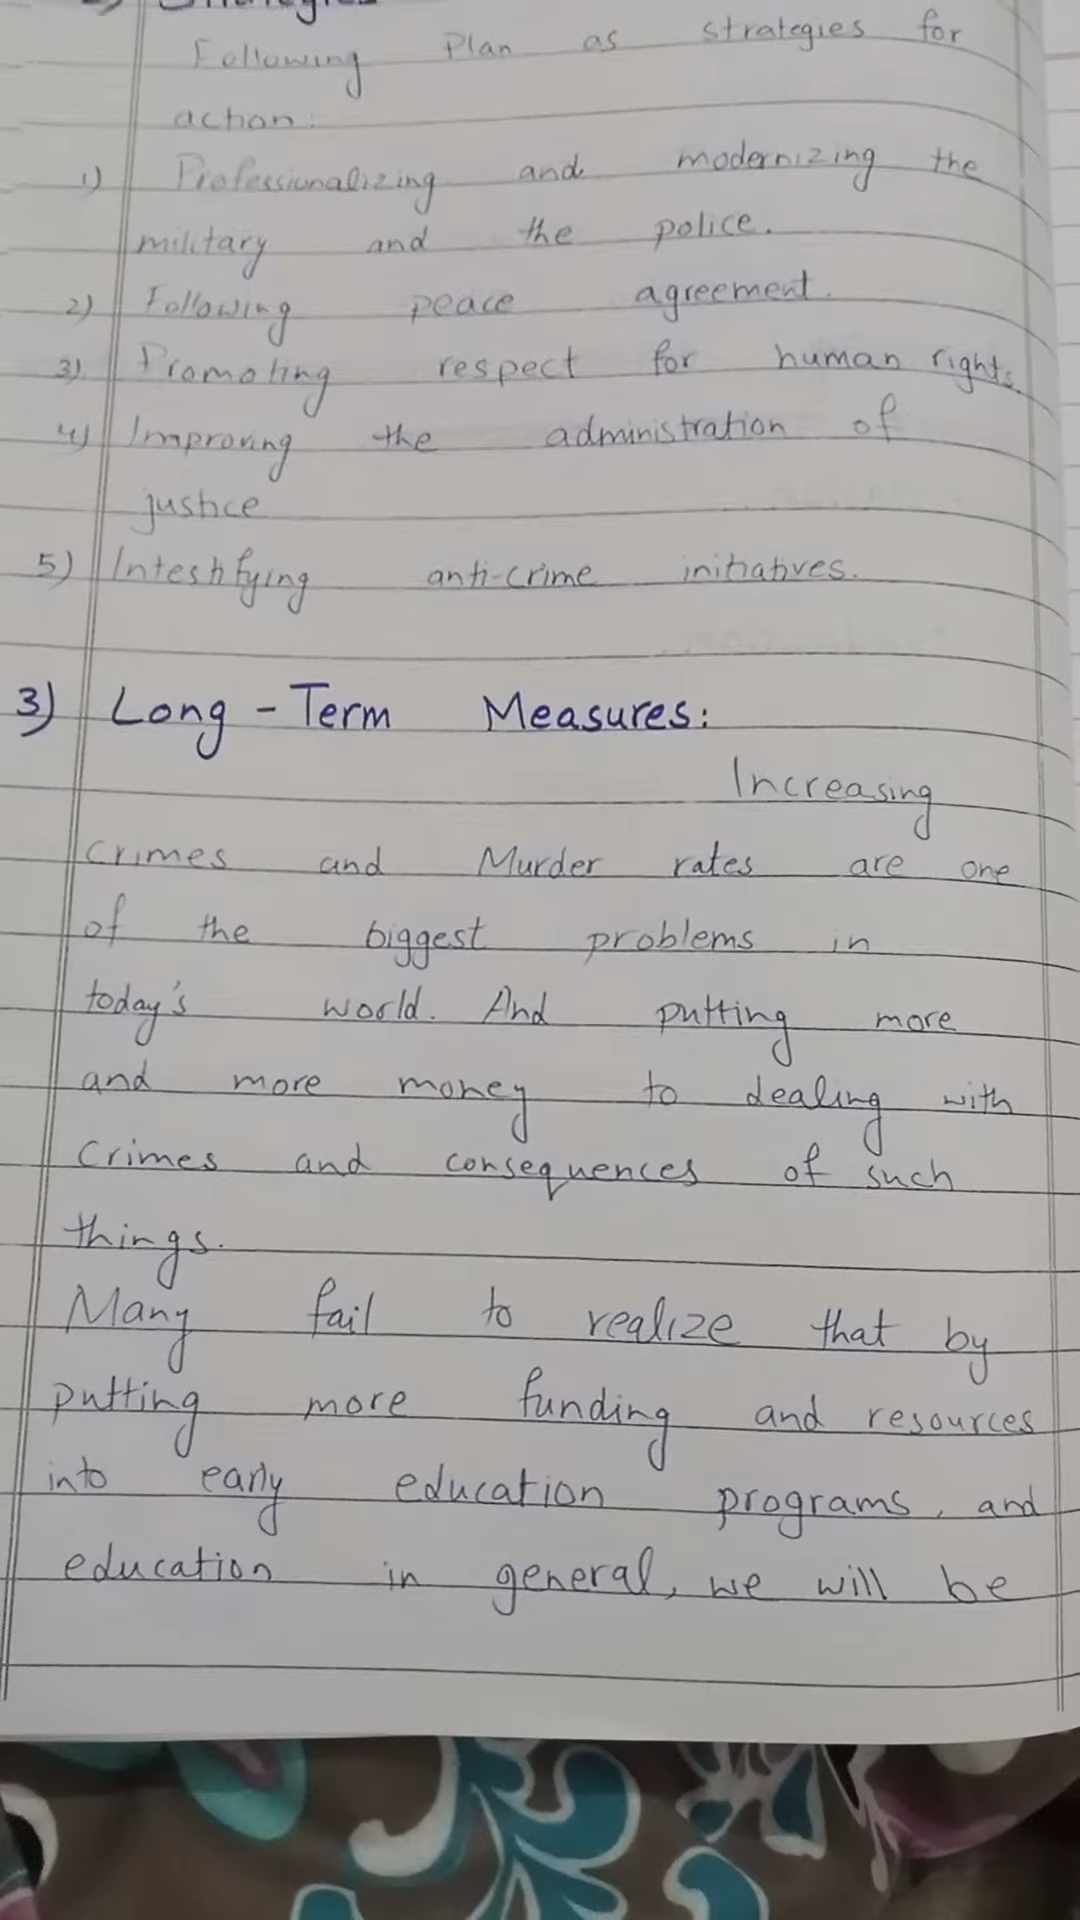 Strategies
Following Plan as strategies for
action:
1) Professionalizing and modernizing the
military and the police.
2) Following peace agreement.
3) Promoting respect for human rights.
4) Improving the administration of
justice
5) Intestifying anti-crime initiatives.
3) Long-Term Measures:
Increasing
crimes and Murder rates are one
of the biggest problems in
today's world. And putting more
and more money to dealing with
crimes and consequences of such
things.
Many fail to realize that by
putting more funding and resources
into early education programs, and
education in general, we will be